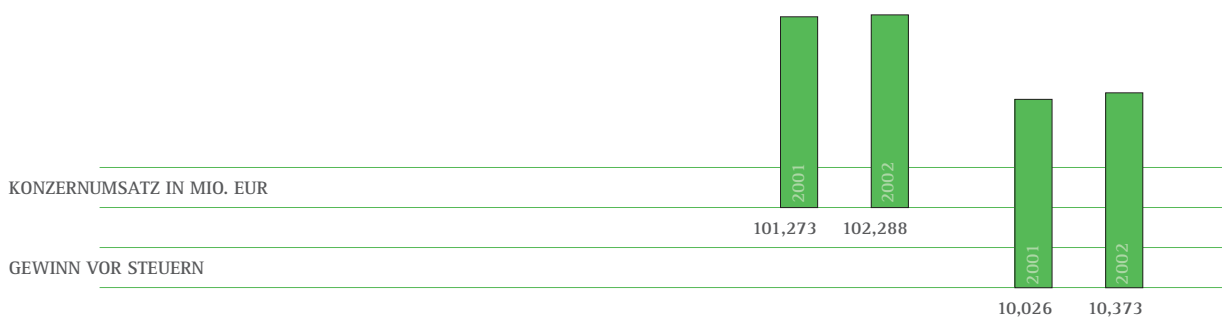 2001 2002
KONZERNUMSATZ IN MIO. EUR
101,273 102,288
2001 2002
GEWINN VOR STEUERN
10,026 10,373